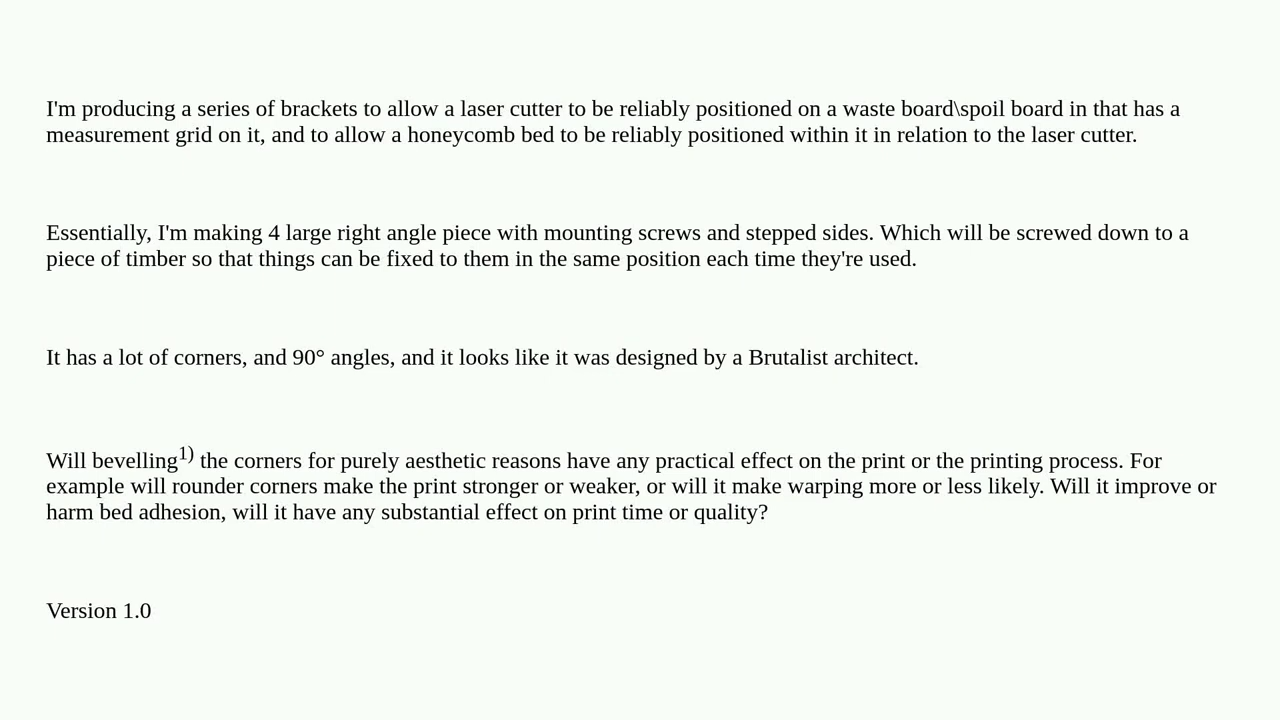 I'm producing a series of brackets to allow a laser cutter to be reliably positioned on a waste board\spoil board in that has a
measurement grid on it, and to allow a honeycomb bed to be reliably positioned within it in relation to the laser cutter.
Essentially, I'm making 4 large right angle piece with mounting screws and stepped sides. Which will be screwed down to a
piece of timber so that things can be fixed to them in the same position each time they're used.
It has a lot of corners, and 90° angles, and it looks like it was designed by a Brutalist architect.
Will bevelling1) the corners for purely aesthetic reasons have any practical effect on the print or the printing process. For
example will rounder corners make the print stronger or weaker, or will it make warping more or less likely. Will it improve or
harm bed adhesion, will it have any substantial effect on print time or quality?
Version 1.0